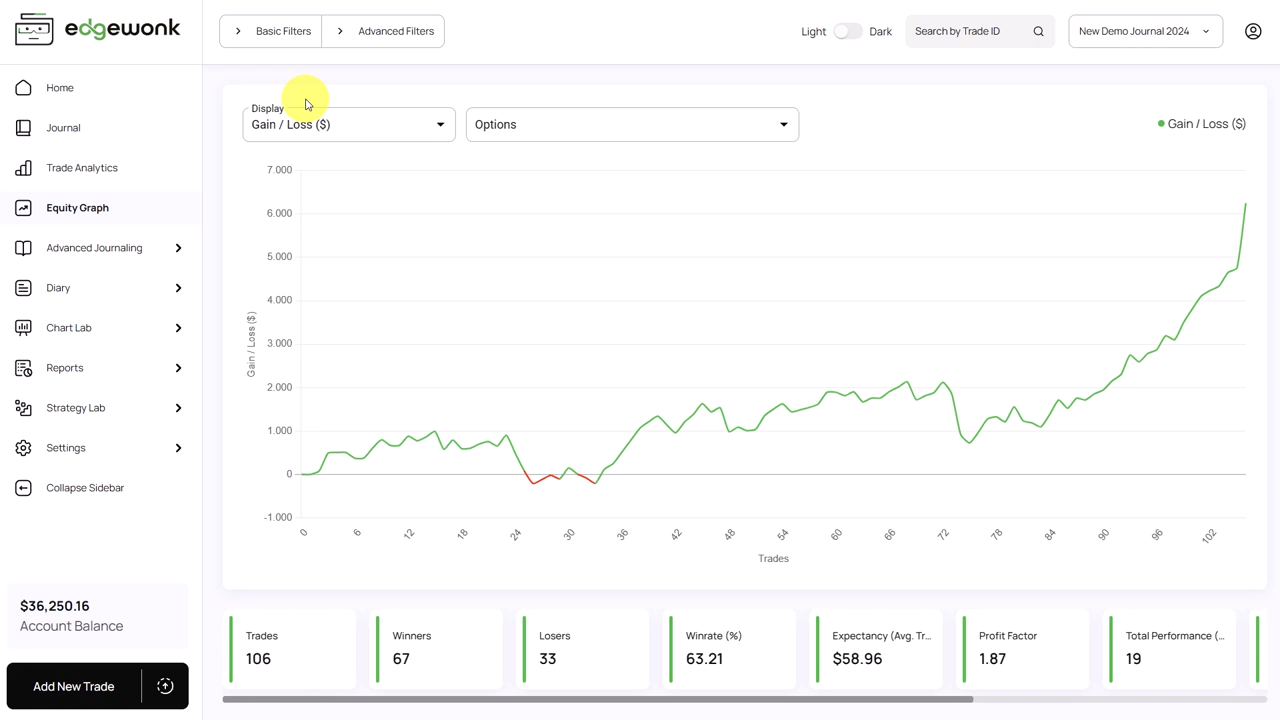 edgewonk
Basic Filters
Advanced Filters
Light
Dark
Search by Trade ID
New Demo Journal 2024
Home
Journal
Trade Analytics
Equity Graph
Advanced Journaling
Diary
Chart Lab
Reports
Strategy Lab
Settings
Collapse Sidebar
$36,250.16
Account Balance
Add New Trade
Display
Gain / Loss ($)
Options
Gain / Loss ($)
7.000
6.000
5.000
4.000
3.000
2.000
1.000
0
-1.000
Gain / Loss ($)
0 6 12 18 24 30 36 42 48 54 60 66 72 78 84 90 96 102
Trades
Trades
106
Winners
67
Losers
33
Winrate (%)
63.21
Expectancy (Avg. Tr...
$58.96
Profit Factor
1.87
Total Performance (...
19